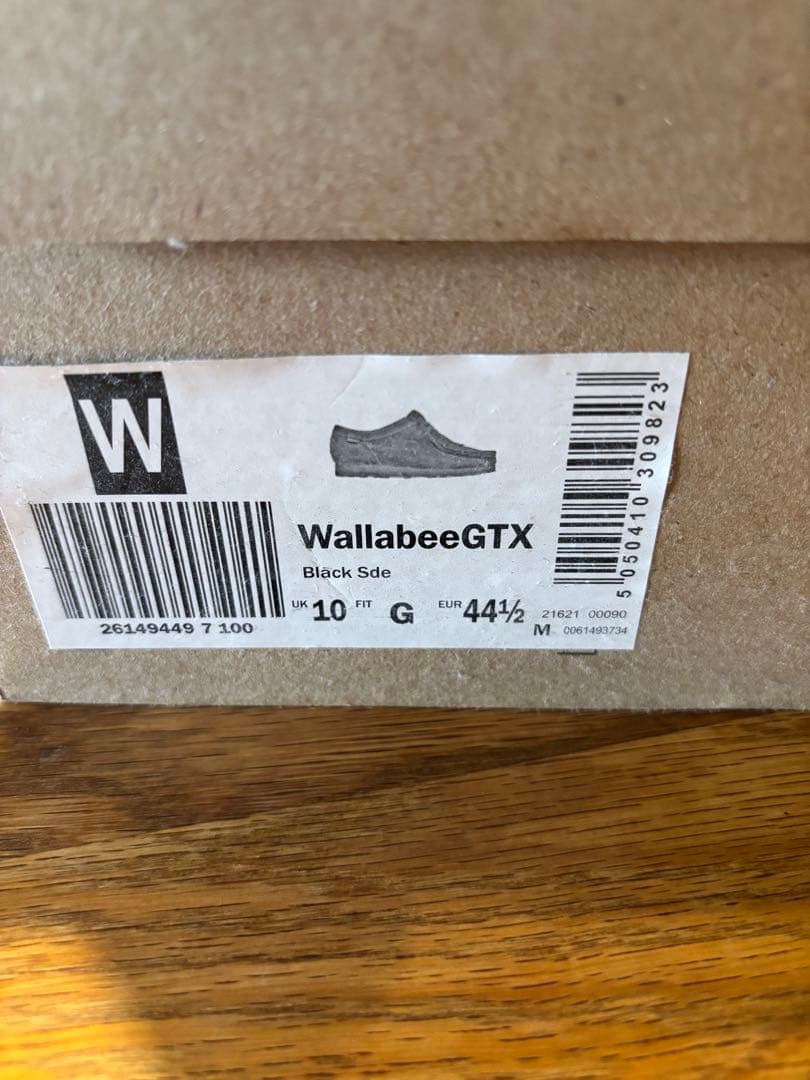 W
WallabeeGTX
Black Sde
UK 10 FIT G EUR 44½
26149449 7 100
21621 00090
M 0061493734
5 050410 309823